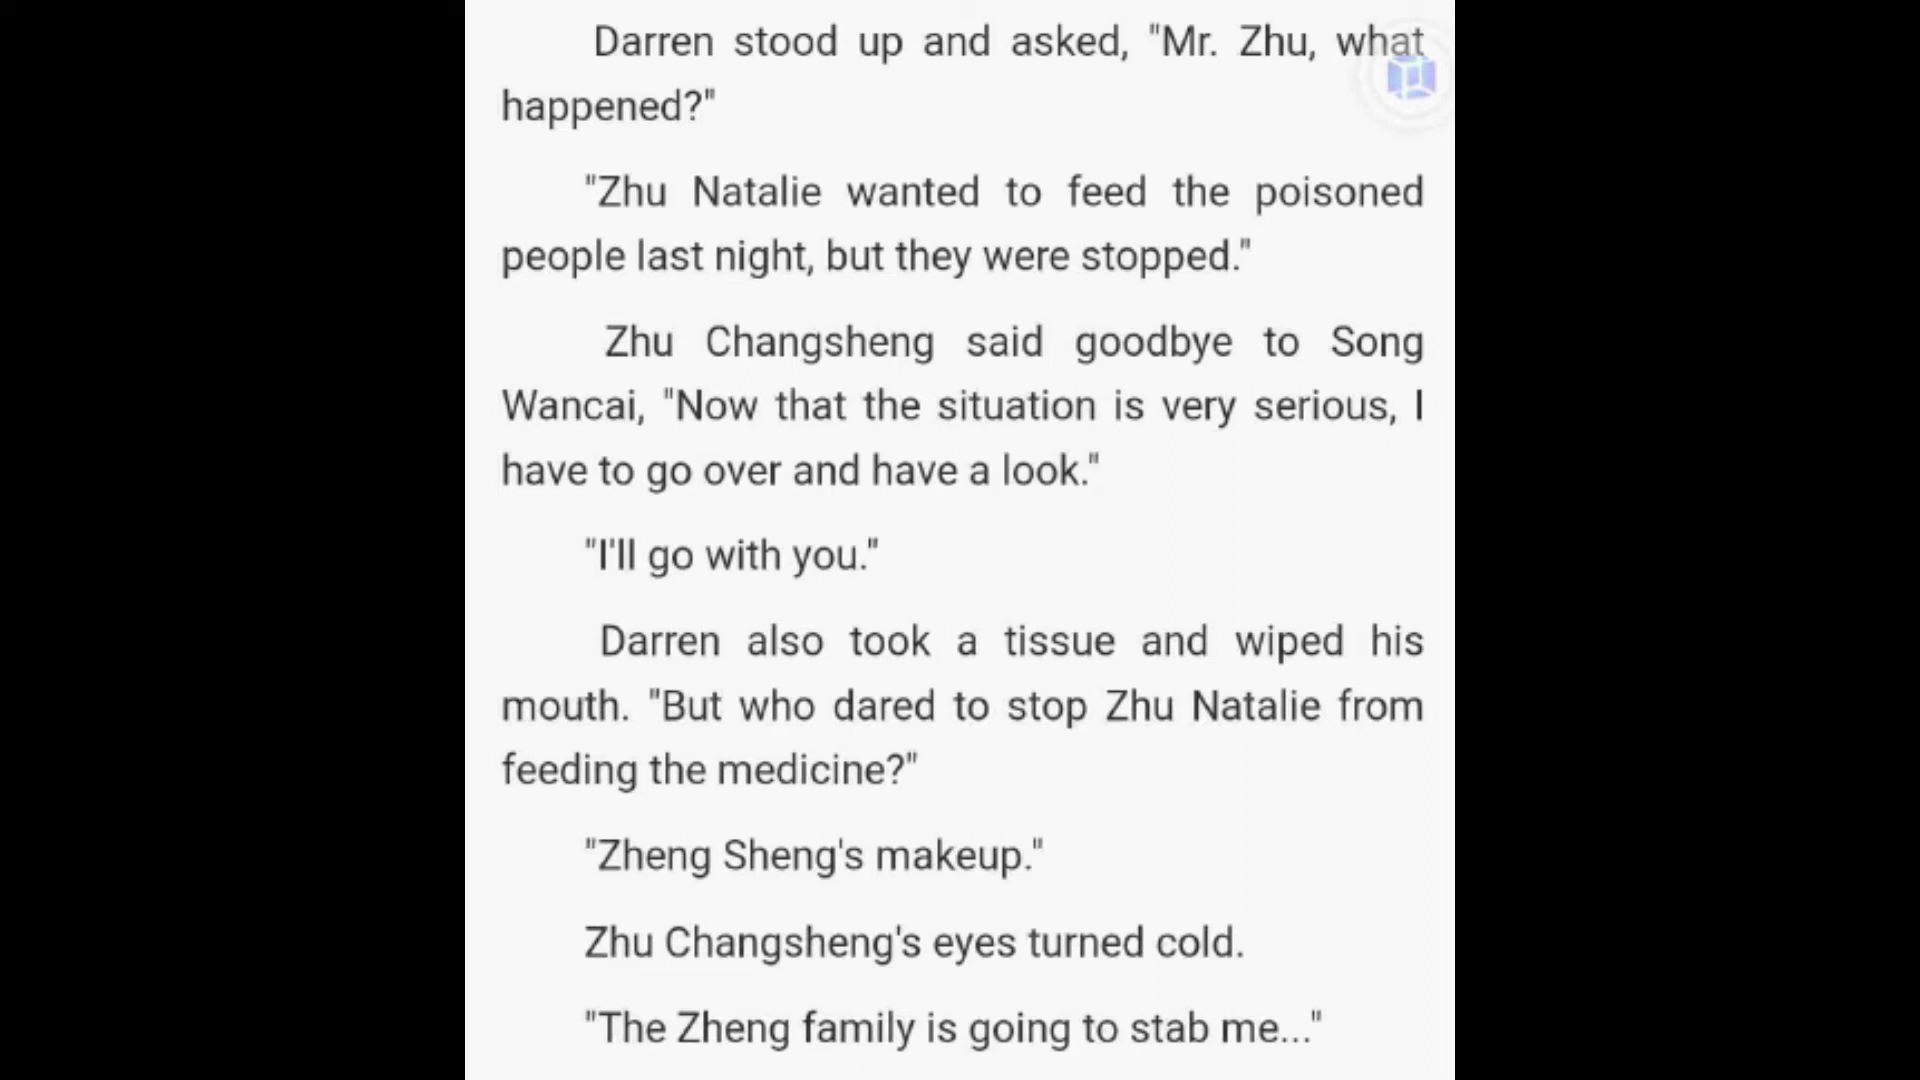 Darren stood up and asked, "Mr. Zhu, what
happened?"
"Zhu Natalie wanted to feed the poisoned
people last night, but they were stopped."
Zhu Changsheng said goodbye to Song
Wancai, "Now that the situation is very serious, I
have to go over and have a look."
"I'll go with you."
Darren also took a tissue and wiped his
mouth. "But who dared to stop Zhu Natalie from
feeding the medicine?"
"Zheng Sheng's makeup."
Zhu Changsheng's eyes turned cold.
"The Zheng family is going to stab me..."